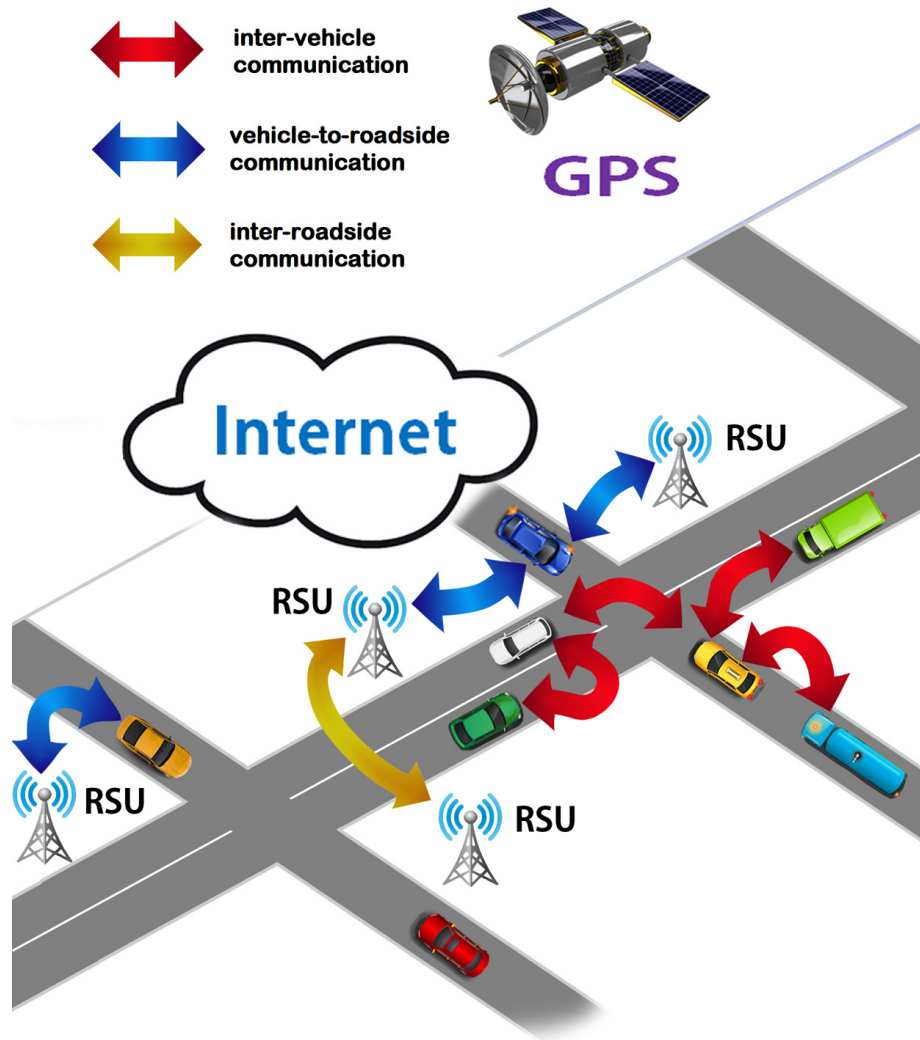 inter-vehicle
communication
vehicle-to-roadside
communication
inter-roadside
communication
GPS
Internet
RSU
RSU
RSU
RSU